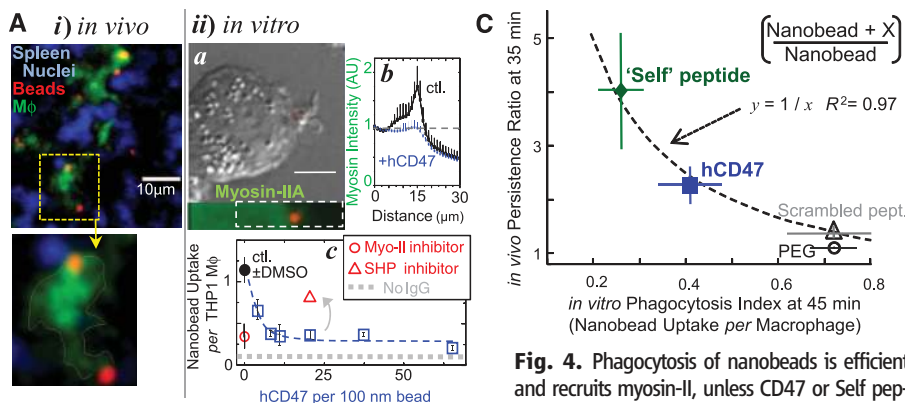 A i) in vivo
Spleen
Nuclei
Beads
Mφ
10µm
ii) in vitro
a
Myosin-IIA
b
Myosin Intensity (AU)
2
1
0
ctl.
+hCD47
0 10 20 30
Distance (µm)
c
Nanobead Uptake
per THP1 Mφ
1
0
ctl.
±DMSO
Myo-II inhibitor
SHP inhibitor
No IgG
0 20 40 60
hCD47 per 100 nm bead
C
in vivo Persistence Ratio at 35 min
5
4
3
2
1
(Nanobead + X)
Nanobead
'Self' peptide
y = 1 / x R²= 0.97
hCD47
Scrambled pept.
PEG
0.2 0.4 0.6 0.8
in vitro Phagocytosis Index at 45 min
(Nanobead Uptake per Macrophage)
Fig. 4. Phagocytosis of nanobeads is efficient
and recruits myosin-II, unless CD47 or Self pep-